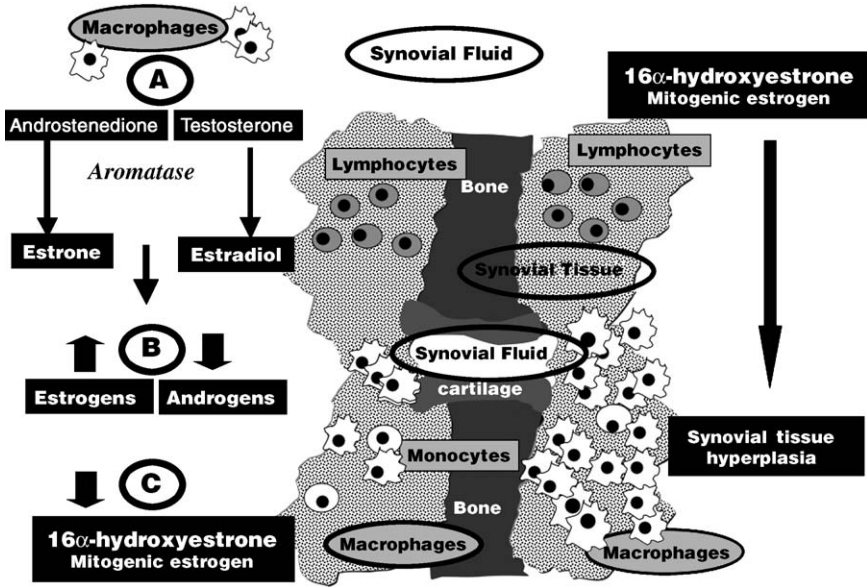 Macrophages
A
Androstenedione
Testosterone
Aromatase
Estrone
Estradiol
B
Estrogens
Androgens
C
16α-hydroxyestrone
Mitogenic estrogen
Synovial Fluid
Lymphocytes
Bone
Lymphocytes
Synovial Tissue
Synovial Fluid
cartilage
Monocytes
Bone
Macrophages
Macrophages
16α-hydroxyestrone
Mitogenic estrogen
Synovial tissue
hyperplasia